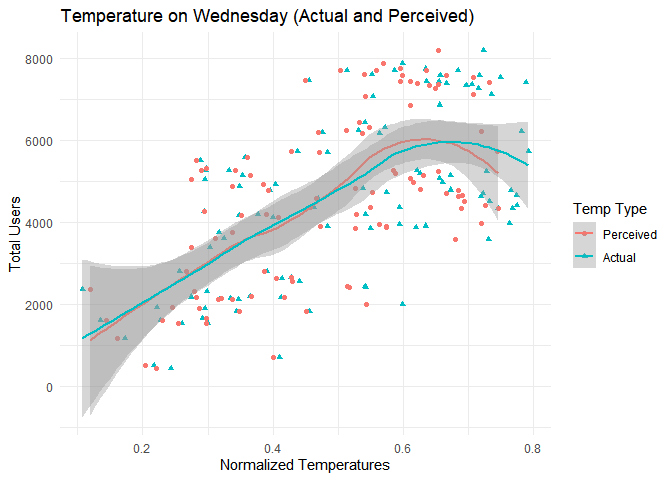 Temperature on Wednesday (Actual and Perceived)
8000
6000
4000
2000
0
Total Users
0.2 0.4 0.6 0.8
Normalized Temperatures
Temp Type
Perceived
Actual